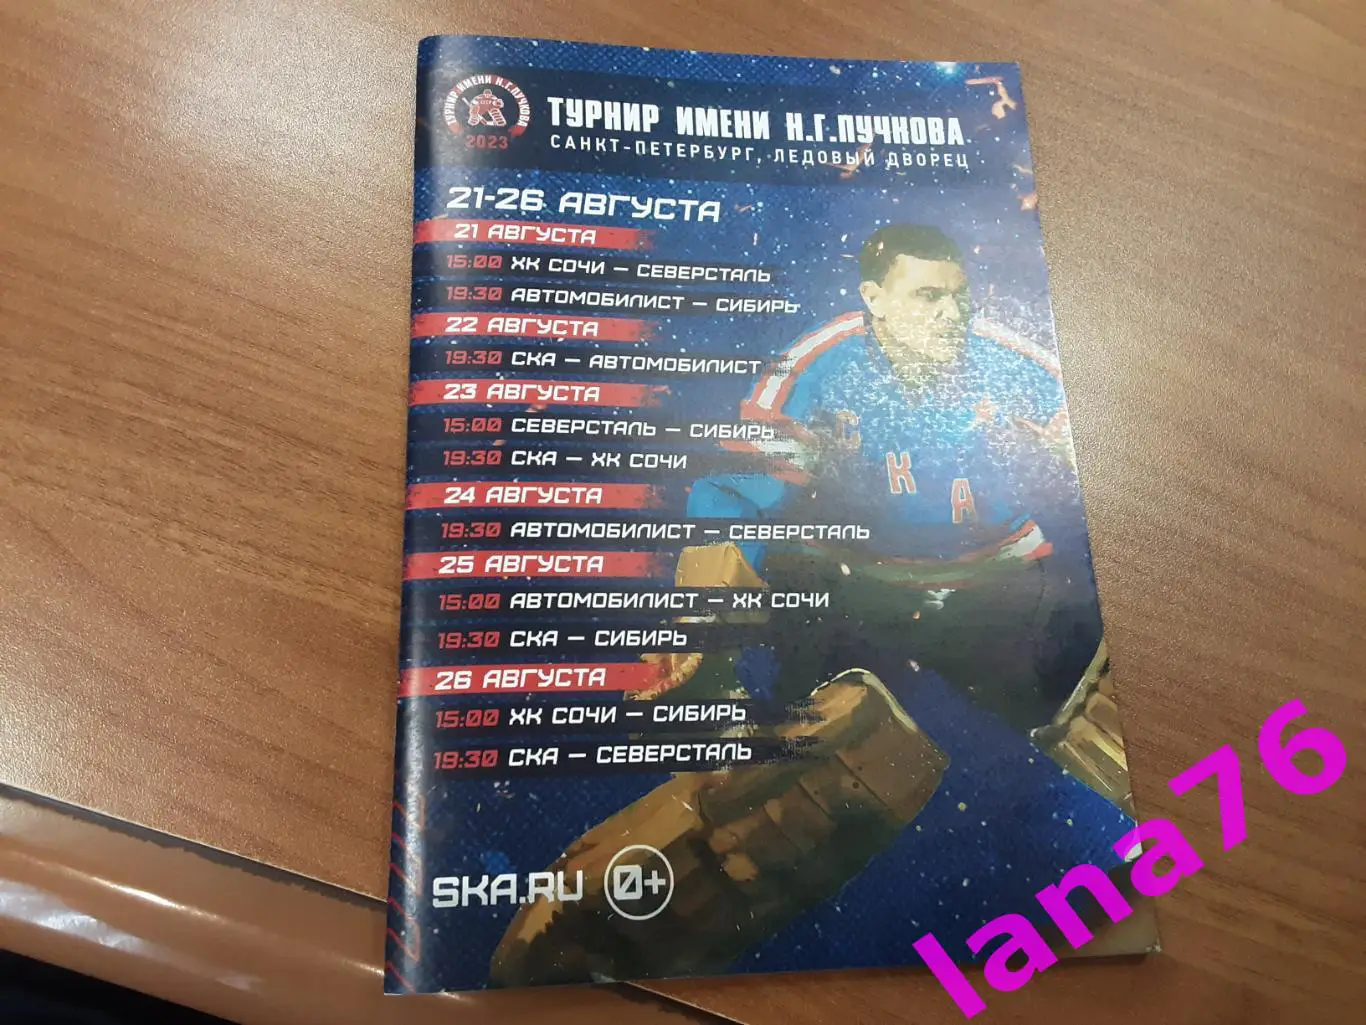 ТУРНИР ИМЕНИ Н.Г.ПУЧКОВА
2023
ТУРНИР ИМЕНИ Н.Г.ПУЧКОВА
САНКТ-ПЕТЕРБУРГ, ЛЕДОВЫЙ ДВОРЕЦ
21-26 АВГУСТА
21 АВГУСТА
15:00 ХК СОЧИ – СЕВЕРСТАЛЬ
19:30 АВТОМОБИЛИСТ – СИБИРЬ
22 АВГУСТА
19:30 СКА – АВТОМОБИЛИСТ
23 АВГУСТА
15:00 СЕВЕРСТАЛЬ – СИБИРЬ
19:30 СКА – ХК СОЧИ
24 АВГУСТА
19:30 АВТОМОБИЛИСТ – СЕВЕРСТАЛЬ
25 АВГУСТА
15:00 АВТОМОБИЛИСТ – ХК СОЧИ
19:30 СКА – СИБИРЬ
26 АВГУСТА
15:00 ХК СОЧИ – СИБИРЬ
19:30 СКА – СЕВЕРСТАЛЬ
СКА
SKA.RU 0+
lana76